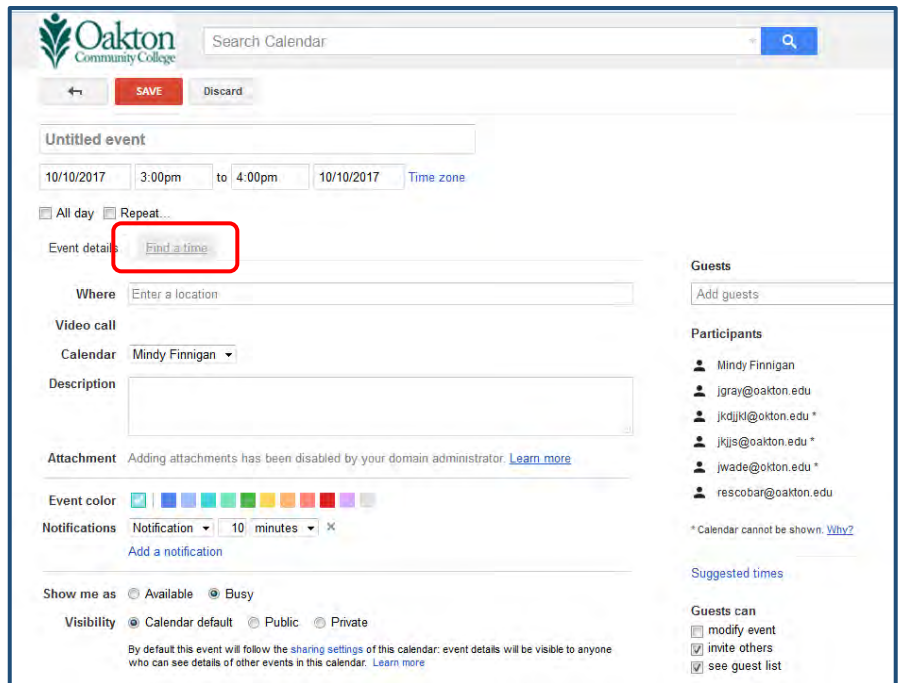 Oakton
Community College
Search Calendar
SAVE Discard
Untitled event
10/10/2017 3:00pm to 4:00pm 10/10/2017 Time zone
All day Repeat...
Event details Find a time
Where Enter a location
Video call
Calendar Mindy Finnigan
Description
Attachment Adding attachments has been disabled by your domain administrator. Learn more
Event color
Notifications Notification 10 minutes ×
Add a notification
Show me as Available Busy
Visibility Calendar default Public Private
By default this event will follow the sharing settings of this calendar: event details will be visible to anyone
who can see details of other events in this calendar. Learn more
Guests
Add guests
Participants
Mindy Finnigan
jgray@oakton.edu
jkdjjkl@okton.edu *
jkjjs@oakton.edu *
jwade@okton.edu *
rescobar@oakton.edu
* Calendar cannot be shown. Why?
Suggested times
Guests can
modify event
invite others
see guest list